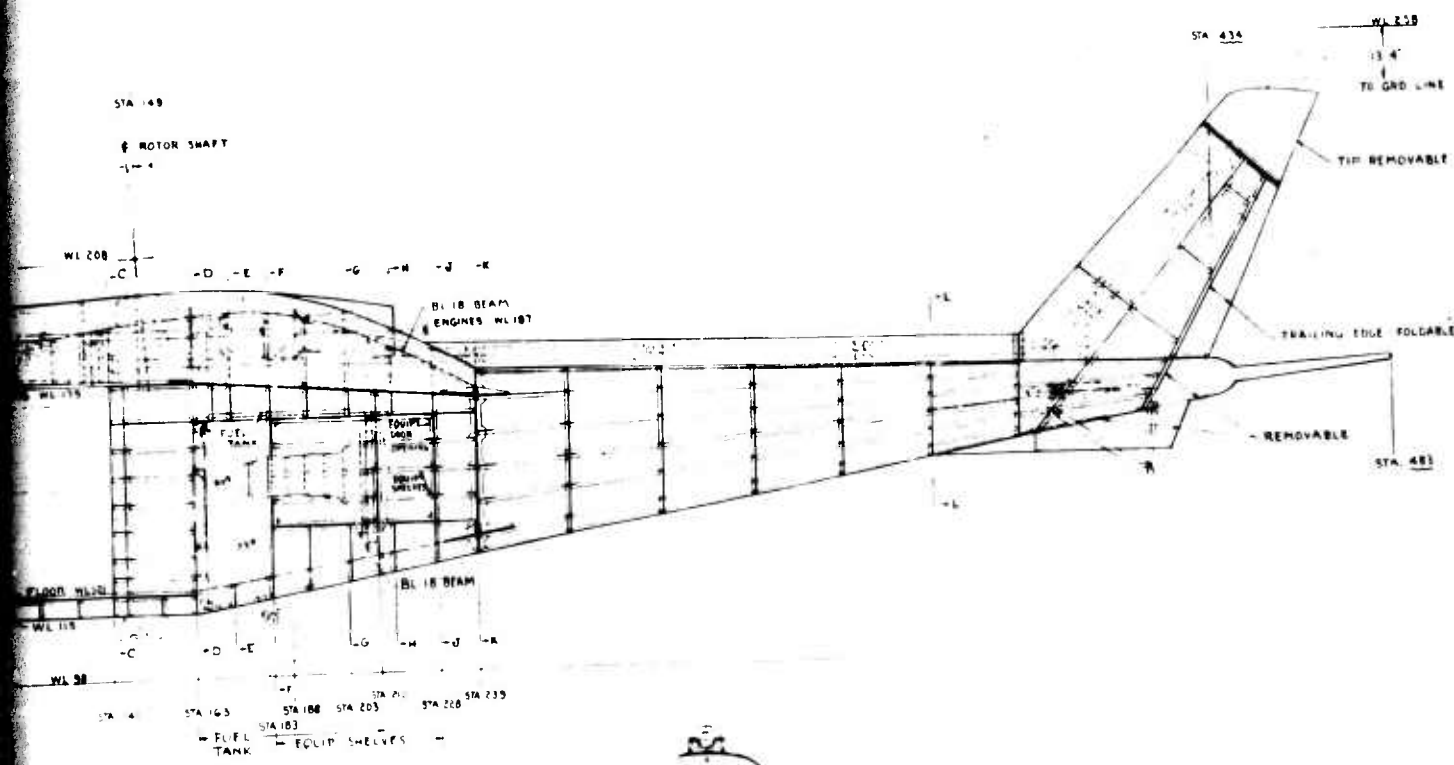 WL 258
STA 434
13 4"
TO GRD LINE
STA 149
℄ ROTOR SHAFT
TIP REMOVABLE
WL 208
C
D
E
F
G
H
J
K
BL 18 BEAM
ENGINES WL 187
L
TRAILING EDGE FOLDABLE
WL 175
FUEL
TANK
EQUIP
DOOR
OPENING
EQUIP
SHELVES
REMOVABLE
STA 483
L
BL 18 BEAM
FLOOR
WL 115
C
D
E
G
H
J
K
WL 98
F
STA 163
STA 188
STA 203
STA 228
STA 239
STA 183
FUEL
TANK
EQUIP SHELVES